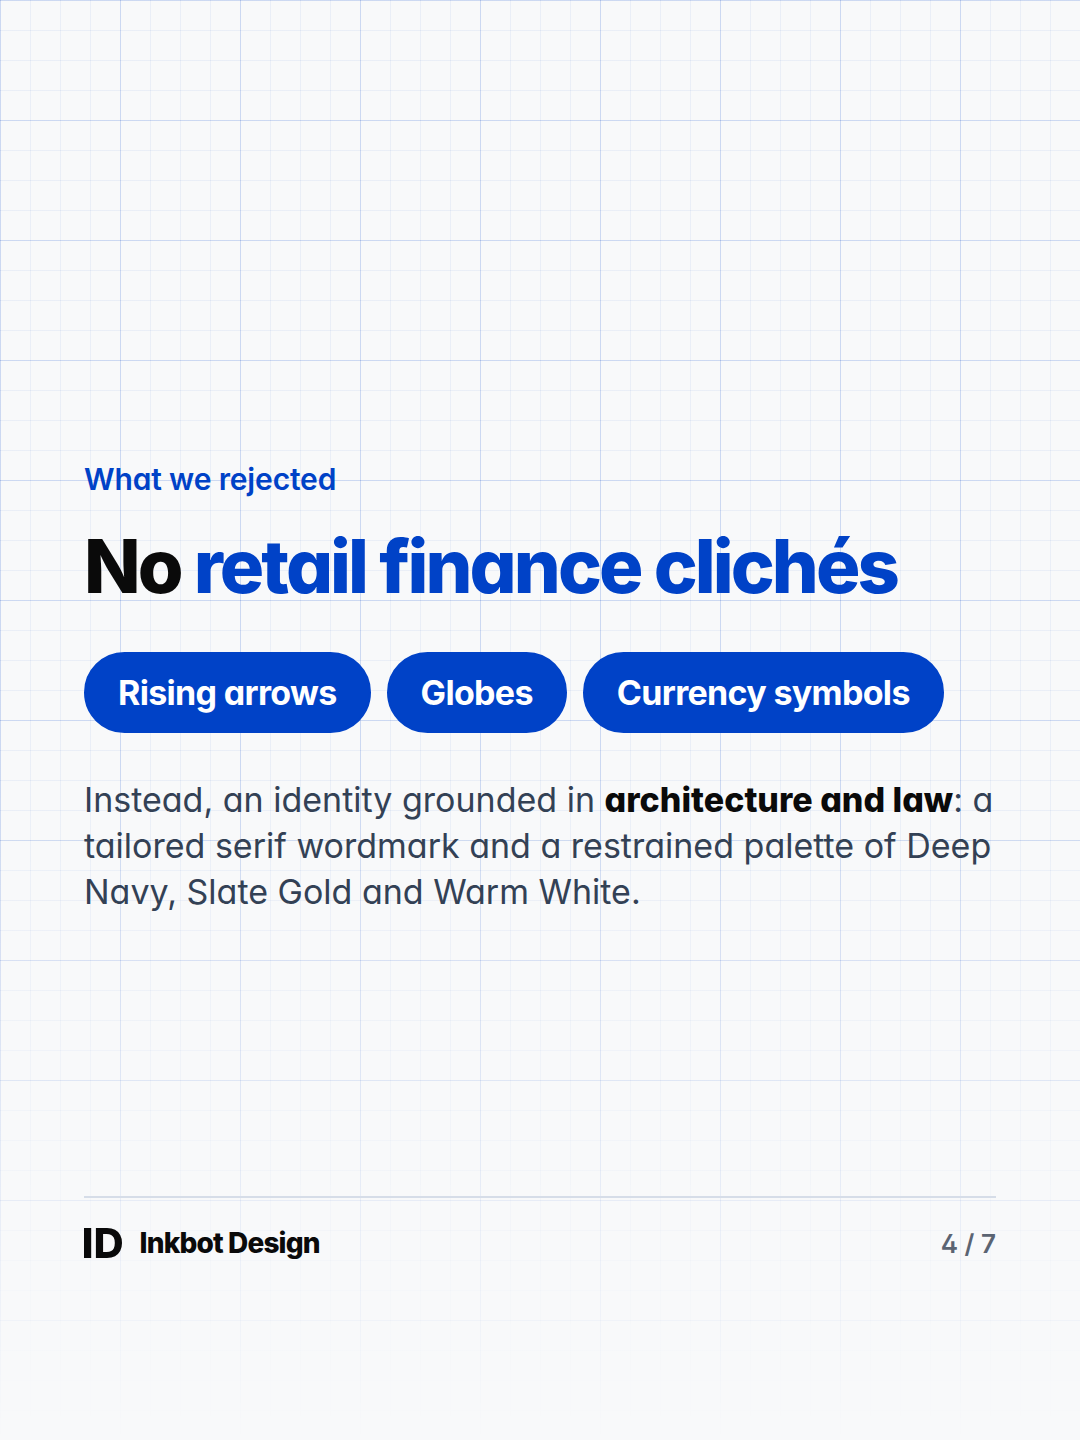 What we rejected
No retail finance clichés
Rising arrows
Globes
Currency symbols
Instead, an identity grounded in architecture and law: a
tailored serif wordmark and a restrained palette of Deep
Navy, Slate Gold and Warm White.
ID Inkbot Design
4 / 7